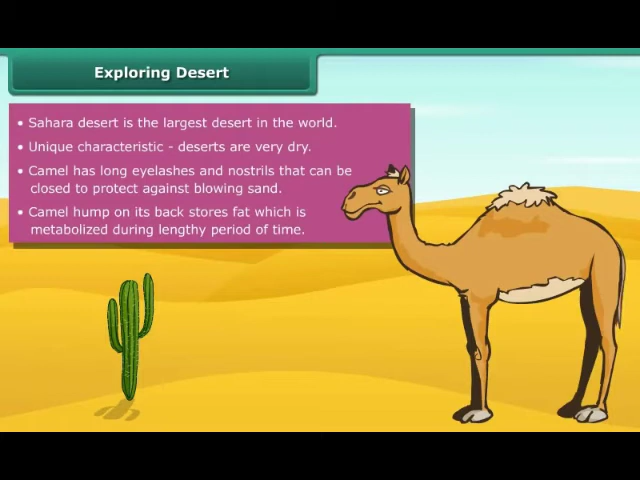 Exploring Desert
• Sahara desert is the largest desert in the world.
• Unique characteristic - deserts are very dry.
• Camel has long eyelashes and nostrils that can be
closed to protect against blowing sand.
• Camel hump on its back stores fat which is
metabolized during lengthy period of time.